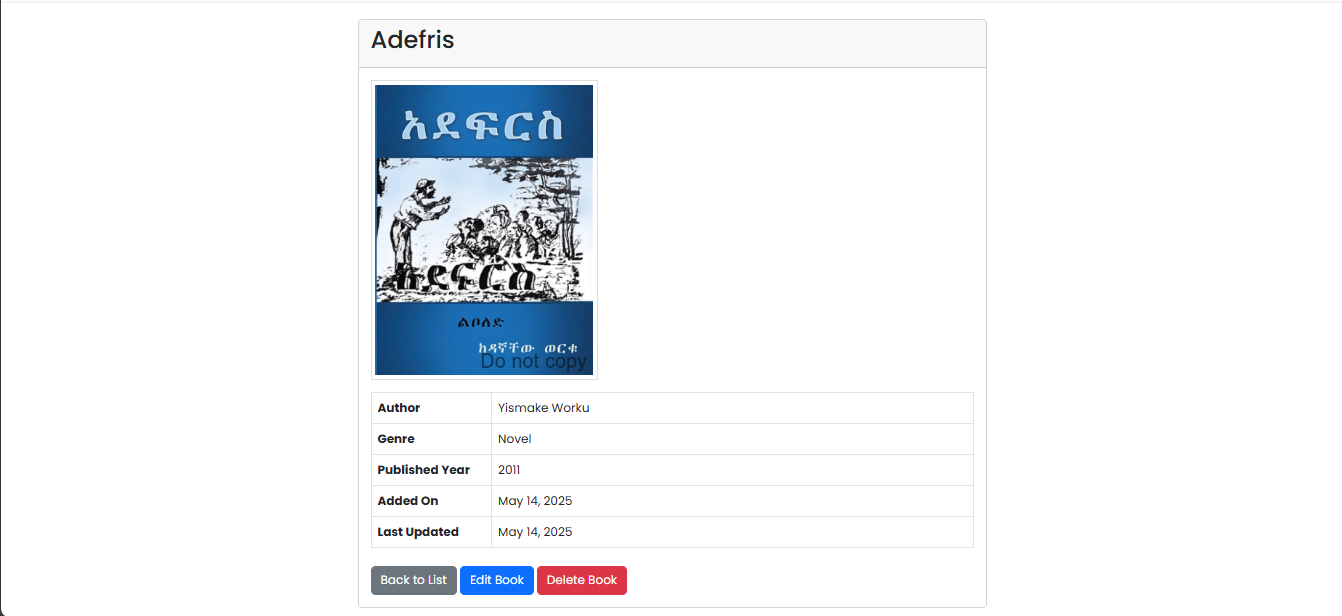 Adefris
አደፍርስ
አደፍርስ
ልቦለድ
ከዳኛቸው ወርቁ
Do not copy
Author Yismake Worku
Genre Novel
Published Year 2011
Added On May 14, 2025
Last Updated May 14, 2025
Back to List Edit Book Delete Book